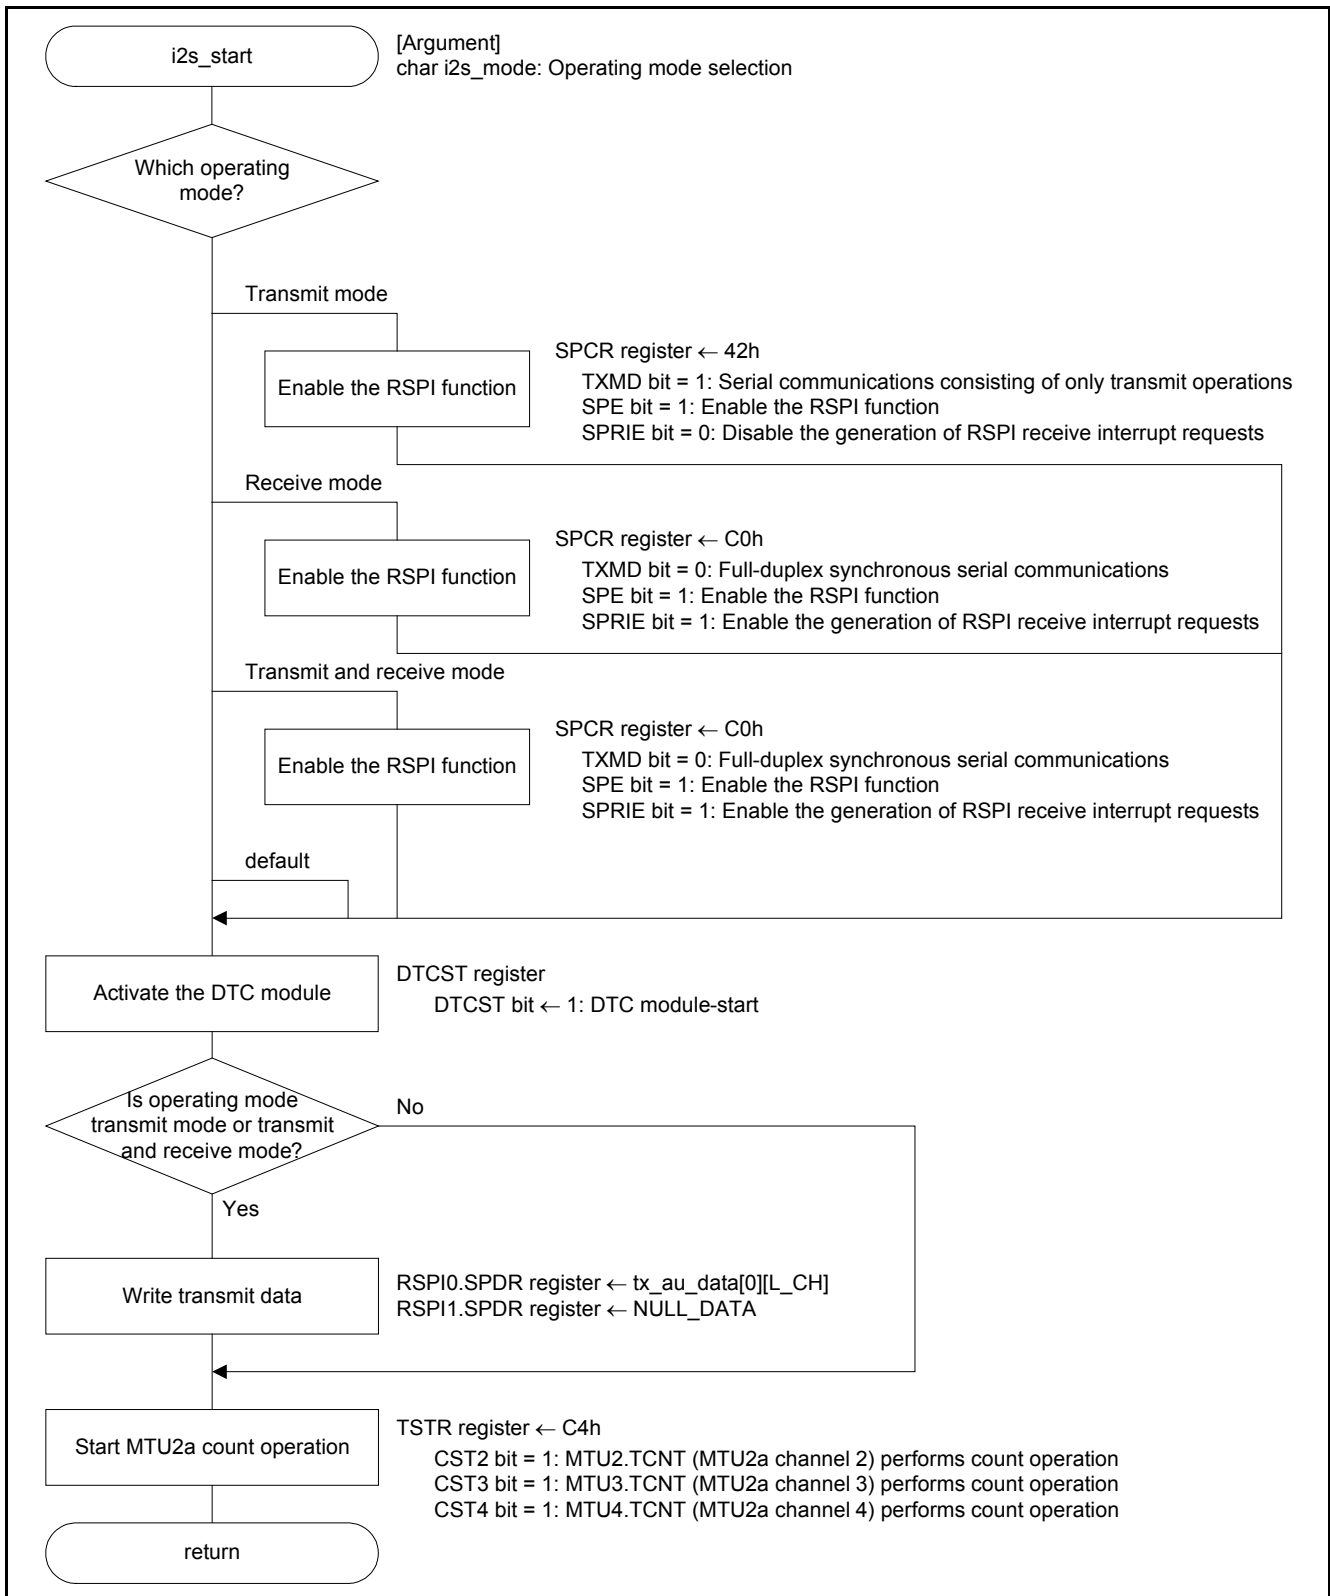 i2s_start
[Argument]
char i2s_mode: Operating mode selection
Which operating
mode?
Transmit mode
Enable the RSPI function
SPCR register ← 42h
TXMD bit = 1: Serial communications consisting of only transmit operations
SPE bit = 1: Enable the RSPI function
SPRIE bit = 0: Disable the generation of RSPI receive interrupt requests
Receive mode
Enable the RSPI function
SPCR register ← C0h
TXMD bit = 0: Full-duplex synchronous serial communications
SPE bit = 1: Enable the RSPI function
SPRIE bit = 1: Enable the generation of RSPI receive interrupt requests
Transmit and receive mode
Enable the RSPI function
SPCR register ← C0h
TXMD bit = 0: Full-duplex synchronous serial communications
SPE bit = 1: Enable the RSPI function
SPRIE bit = 1: Enable the generation of RSPI receive interrupt requests
default
Activate the DTC module
DTCST register
DTCST bit ← 1: DTC module-start
Is operating mode
transmit mode or transmit
and receive mode?
No
Yes
Write transmit data
RSPI0.SPDR register ← tx_au_data[0][L_CH]
RSPI1.SPDR register ← NULL_DATA
Start MTU2a count operation
TSTR register ← C4h
CST2 bit = 1: MTU2.TCNT (MTU2a channel 2) performs count operation
CST3 bit = 1: MTU3.TCNT (MTU2a channel 3) performs count operation
CST4 bit = 1: MTU4.TCNT (MTU2a channel 4) performs count operation
return